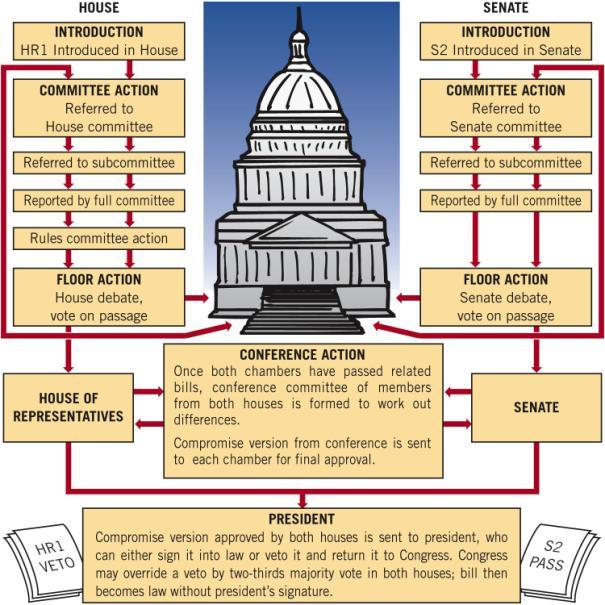 HOUSE
INTRODUCTION
HR1 Introduced in House
COMMITTEE ACTION
Referred to
House committee
Referred to subcommittee
Reported by full committee
Rules committee action
FLOOR ACTION
House debate,
vote on passage
HOUSE OF
REPRESENTATIVES
SENATE
INTRODUCTION
S2 Introduced in Senate
COMMITTEE ACTION
Referred to
Senate committee
Referred to subcommittee
Reported by full committee
FLOOR ACTION
Senate debate,
vote on passage
SENATE
CONFERENCE ACTION
Once both chambers have passed related
bills, conference committee of members
from both houses is formed to work out
differences.
Compromise version from conference is sent
to each chamber for final approval.
PRESIDENT
Compromise version approved by both houses is sent to president, who
can either sign it into law or veto it and return it to Congress. Congress
may override a veto by two-thirds majority vote in both houses; bill then
becomes law without president's signature.
HR1
VETO
S2
PASS